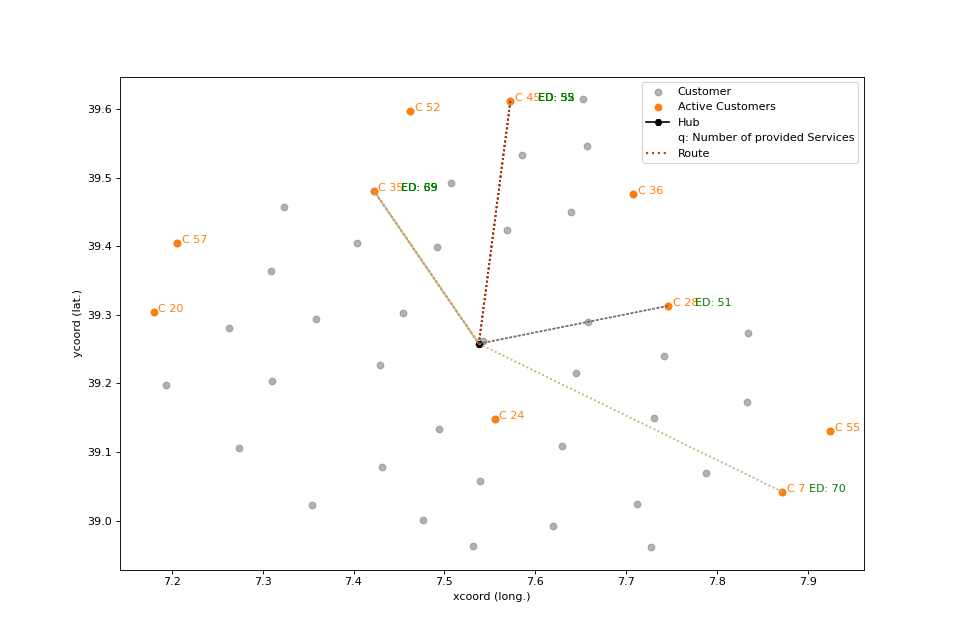 Customer
Active Customers
Hub
q: Number of provided Services
Route
C 45
C 52
C 35
C 36
C 57
C 20
C 28 ED: 51
C 24
C 55
C 7 ED: 70
39.6
39.5
39.4
39.3
39.2
39.1
39.0
ycoord (lat.)
7.2 7.3 7.4 7.5 7.6 7.7 7.8 7.9
xcoord (long.)